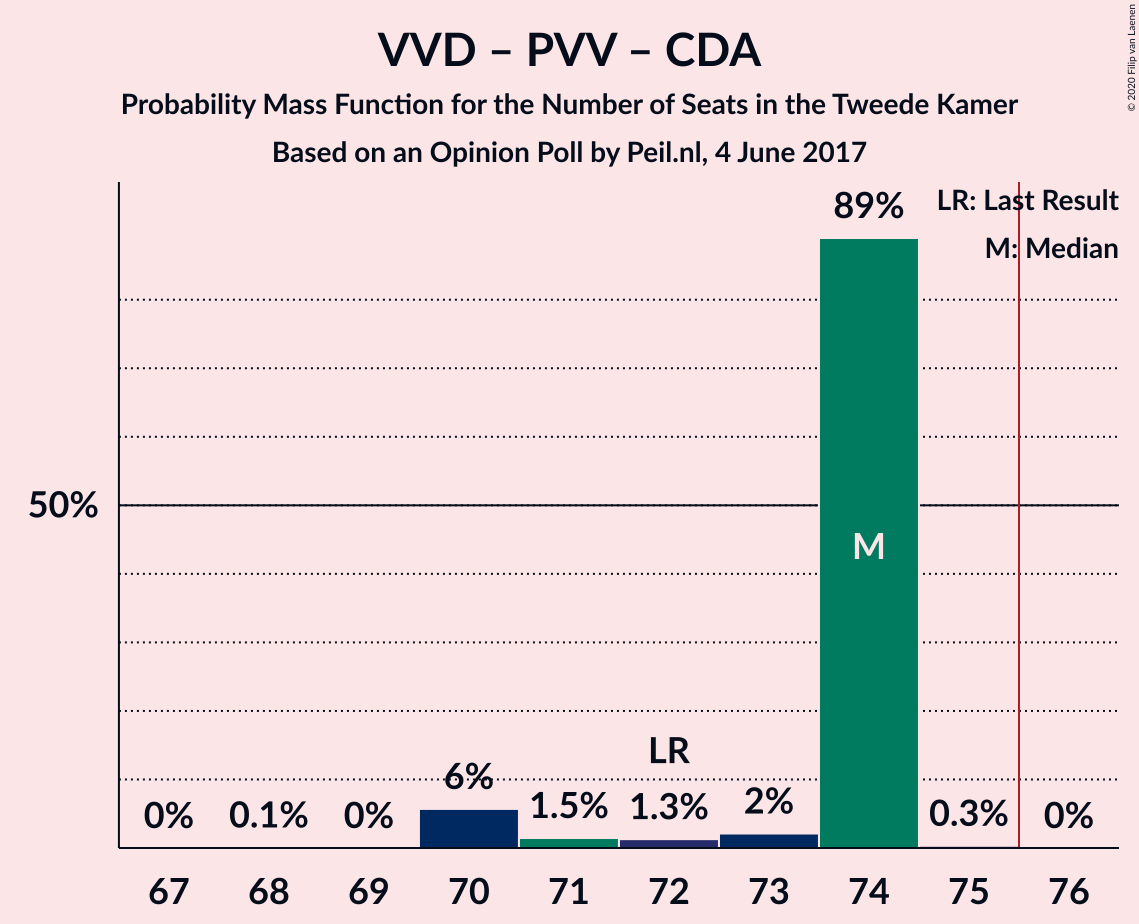 VVD – PVV – CDA
Probability Mass Function for the Number of Seats in the Tweede Kamer
Based on an Opinion Poll by Peil.nl, 4 June 2017
© 2020 Filip van Laenen
LR: Last Result
M: Median
89%
50%
M
LR
0% 0.1% 0% 6% 1.5% 1.3% 2% 0.3% 0%
67 68 69 70 71 72 73 74 75 76